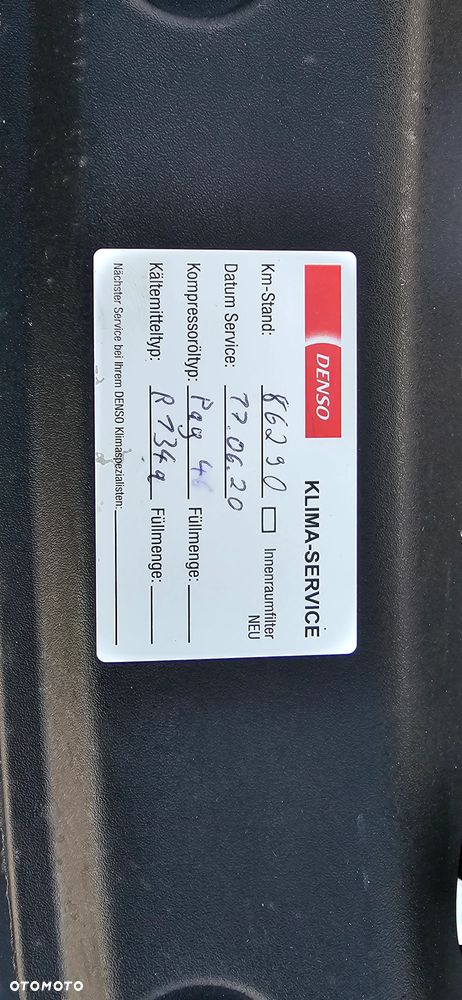 DENSO KLIMA-SERVICE
Km-Stand: 86290 Innenraumfilter NEU
Datum Service: 17.06.20
Kompressoröltyp: Pag 46 Füllmenge:
Kältemitteltyp: R134a Füllmenge:
Nächster Service bei Ihrem DENSO Klimaspezialisten:
OTOMOTO